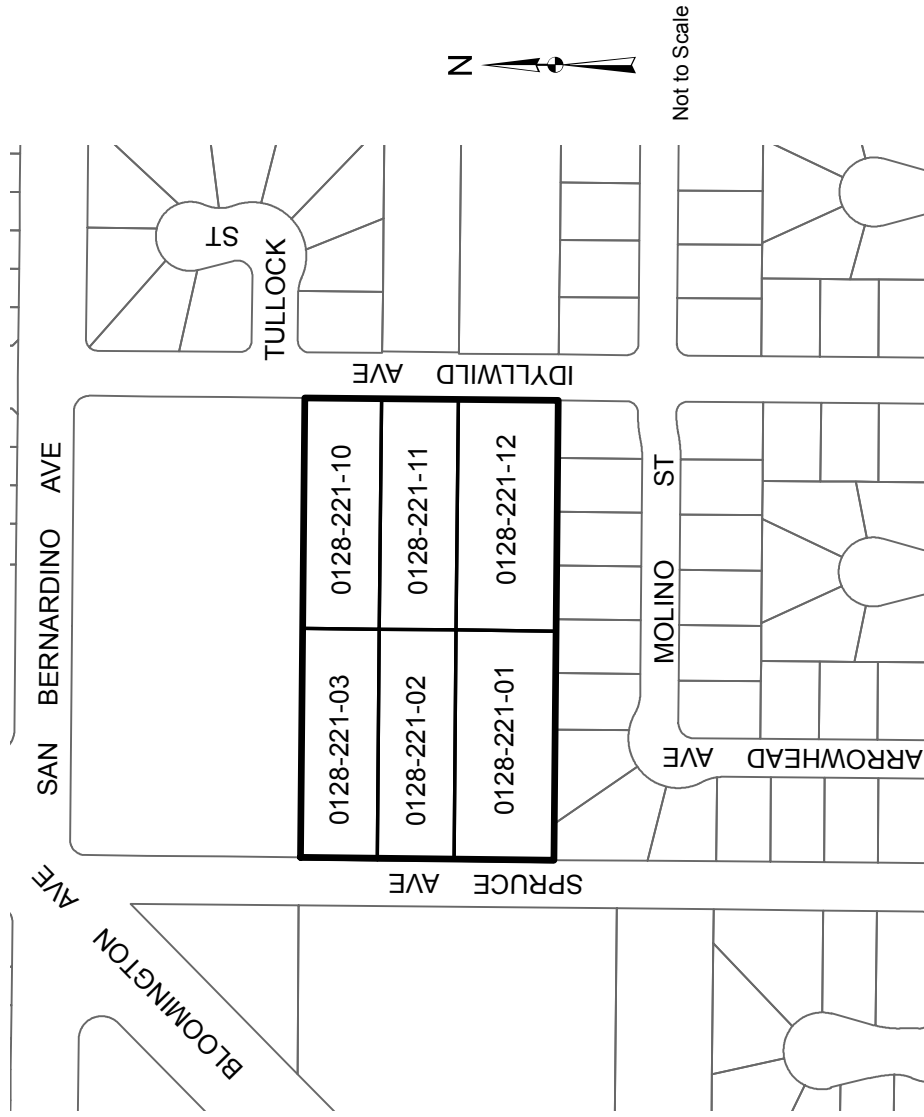 SAN BERNARDINO AVE
BLOOMINGTON AVE
ST
TULLOCK
N
0128-221-03
0128-221-10
0128-221-02
0128-221-11
SPRUCE AVE
IDYLLWILD AVE
0128-221-01
0128-221-12
MOLINO ST
Not to Scale
ARROWHEAD AVE